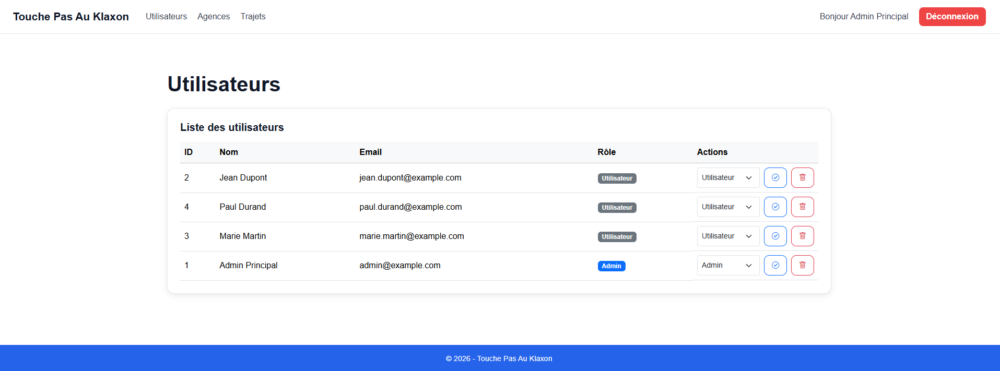 Touche Pas Au Klaxon Utilisateurs Agences Trajets Bonjour Admin Principal Déconnexion
Utilisateurs
Liste des utilisateurs
ID Nom Email Rôle Actions
2 Jean Dupont jean.dupont@example.com Utilisateur Utilisateur
4 Paul Durand paul.durand@example.com Utilisateur Utilisateur
3 Marie Martin marie.martin@example.com Utilisateur Utilisateur
1 Admin Principal admin@example.com Admin Admin
© 2026 - Touche Pas Au Klaxon